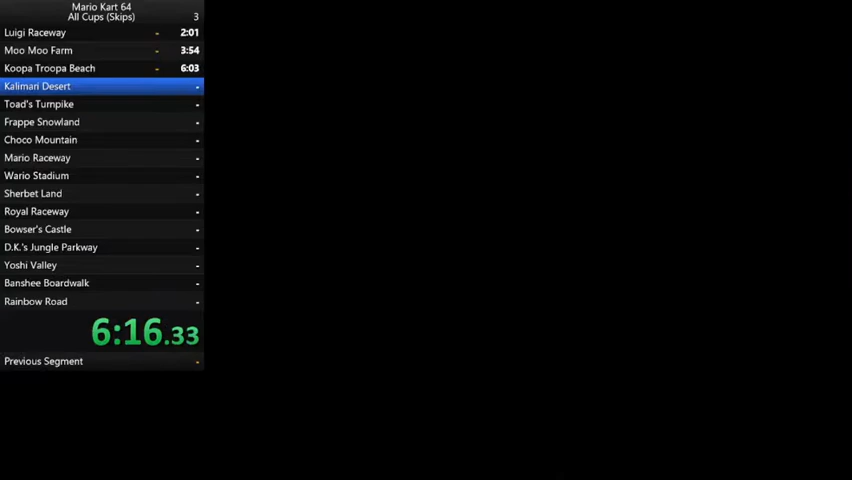 Mario Kart 64
All Cups (Skips) 3
Luigi Raceway - 2:01
Moo Moo Farm - 3:54
Koopa Troopa Beach - 6:03
Kalimari Desert -
Toad's Turnpike -
Frappe Snowland -
Choco Mountain -
Mario Raceway -
Wario Stadium -
Sherbet Land -
Royal Raceway -
Bowser's Castle -
D.K.'s Jungle Parkway -
Yoshi Valley -
Banshee Boardwalk -
Rainbow Road -
6:16.33
Previous Segment -